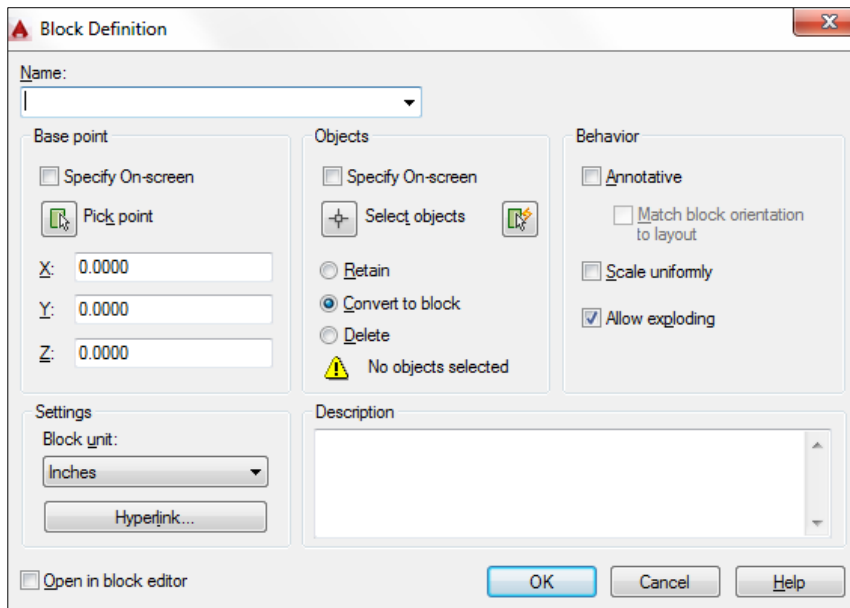 Block Definition
Name:
Base point
Specify On-screen
Pick point
X: 0.0000
Y: 0.0000
Z: 0.0000
Objects
Specify On-screen
Select objects
Retain
Convert to block
Delete
No objects selected
Behavior
Annotative
Match block orientation
to layout
Scale uniformly
Allow exploding
Settings
Block unit:
Inches
Hyperlink...
Description
Open in block editor
OK
Cancel
Help